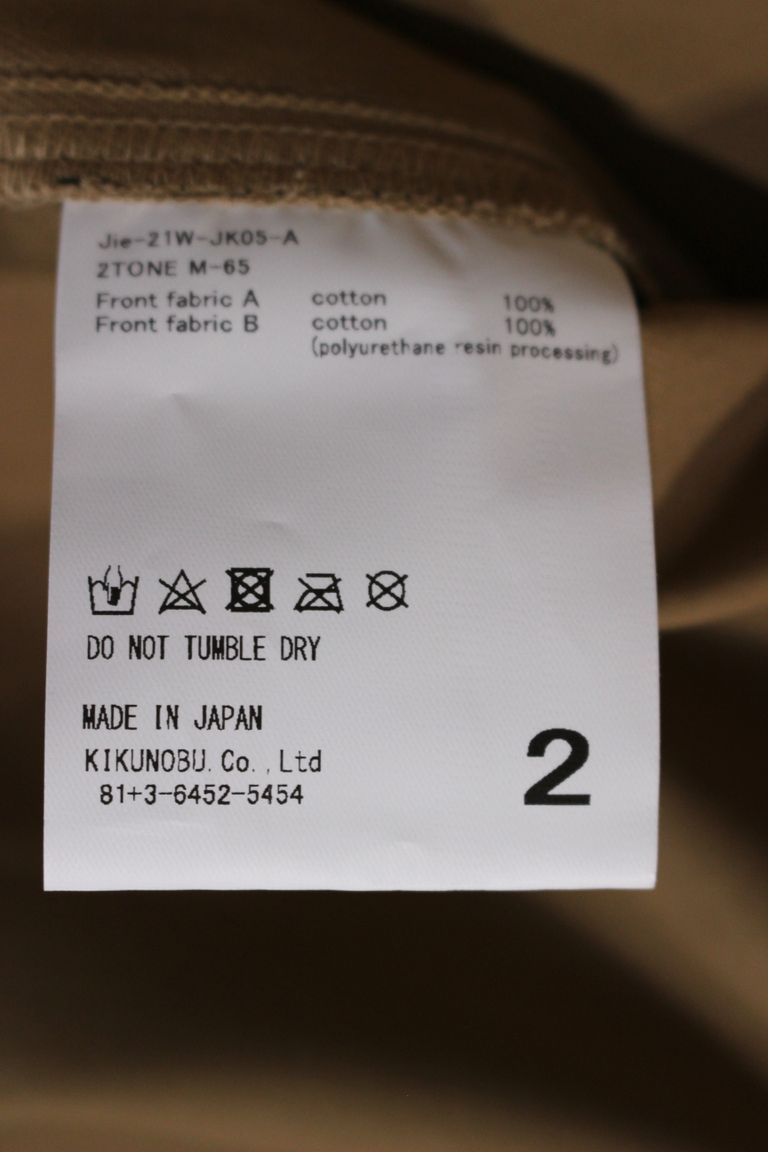 Jie-21W-JK05-A
2TONE M-65
Front fabric A cotton 100%
Front fabric B cotton 100%
(polyurethane resin processing)
DO NOT TUMBLE DRY
MADE IN JAPAN
KIKUNOBU.Co.,Ltd
81+3-6452-5454
2